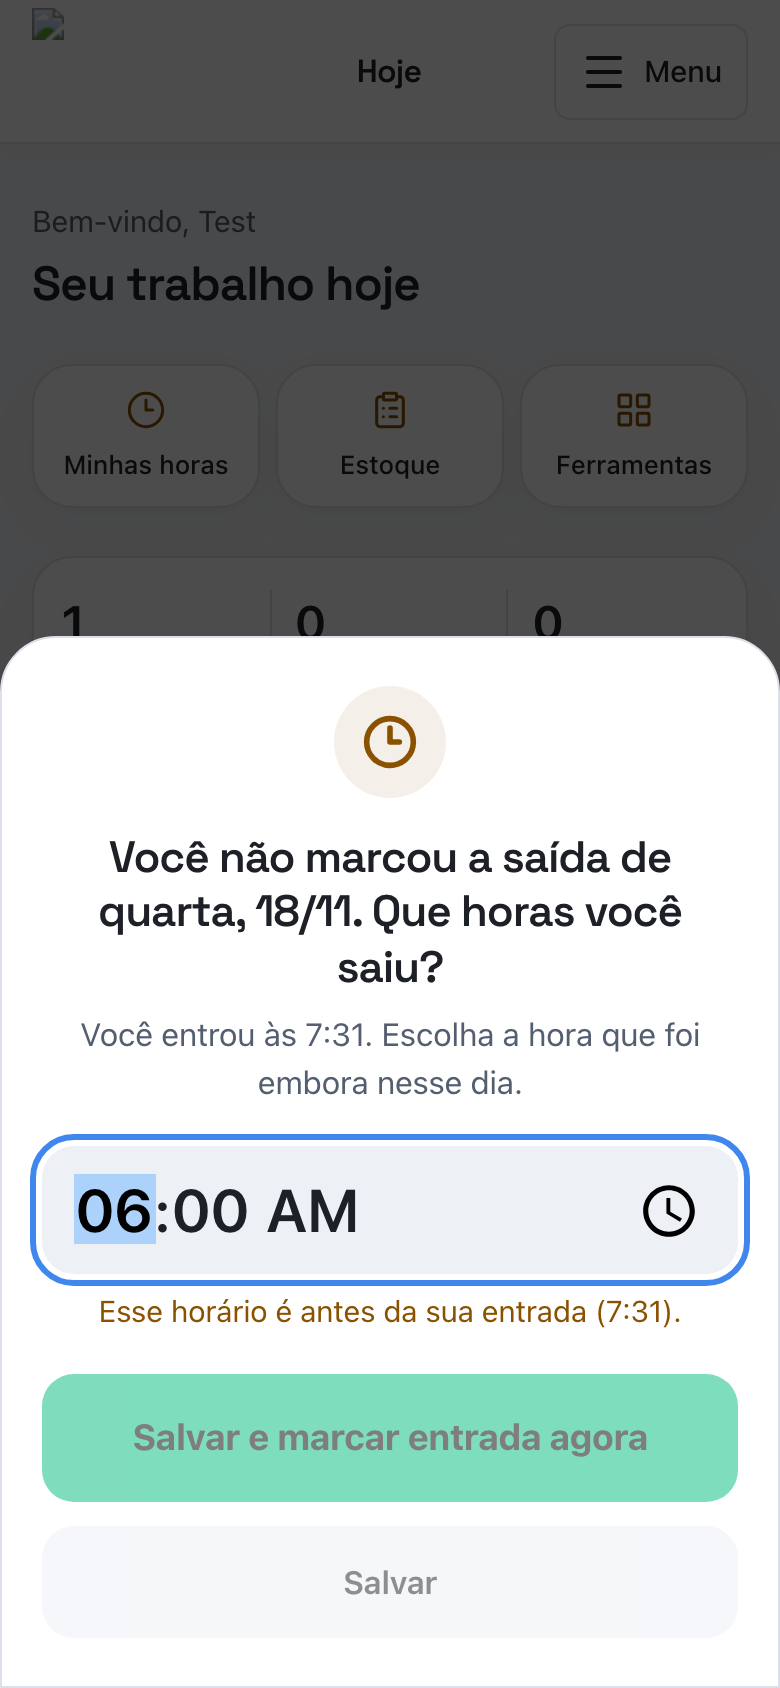 Hoje
Menu
Bem-vindo, Test
Seu trabalho hoje
Minhas horas
Estoque
Ferramentas
1
0
0
Você não marcou a saída de
quarta, 18/11. Que horas você
saiu?
Você entrou às 7:31. Escolha a hora que foi
embora nesse dia.
06:00 AM
Esse horário é antes da sua entrada (7:31).
Salvar e marcar entrada agora
Salvar